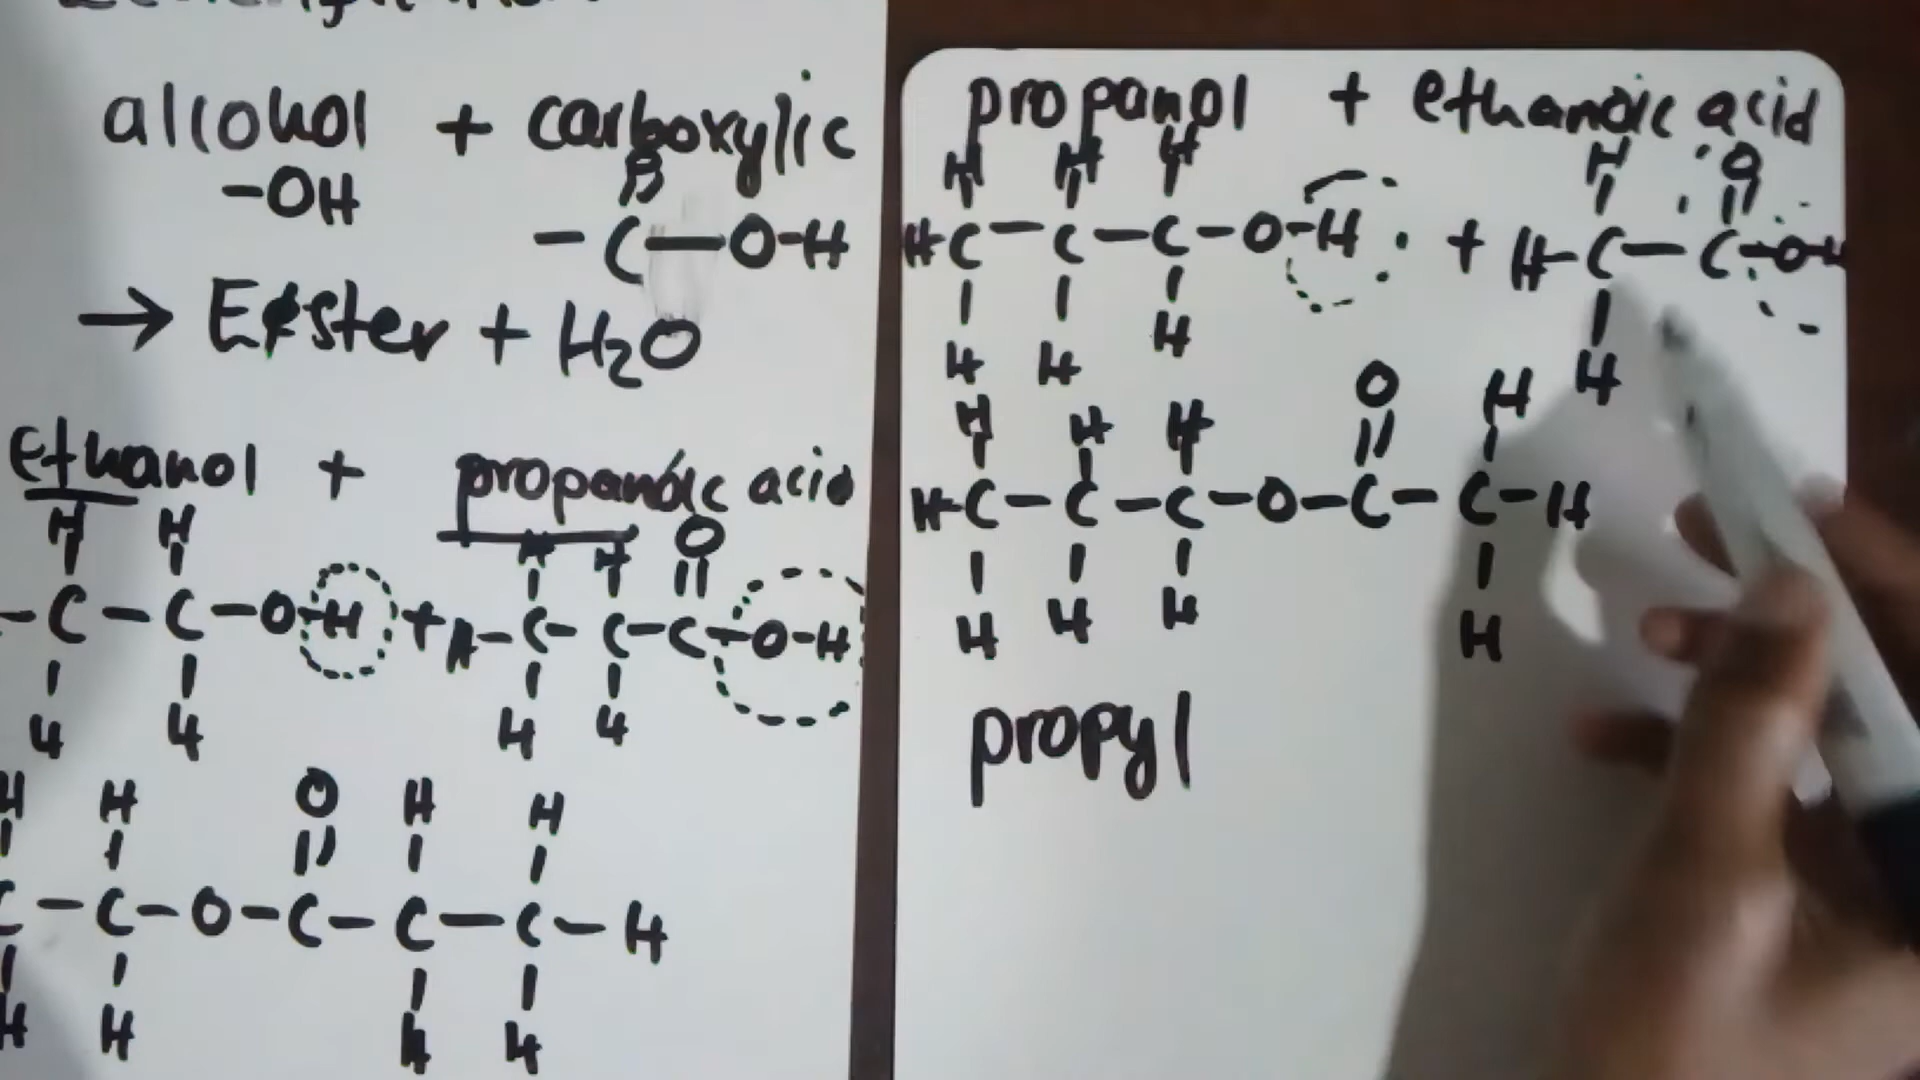 alcohol + carboxylic
-OH
- C - O-H
→ Ester + H2O
ethanol + propanoic acid
H H O
- C - C - O-H + H- C - C - C - O-H
H H H H
H H O H H
C - C - O - C - C - C - H
H H H H
propanol + ethanoic acid
H H H H O
H-C - C - C - O-H + H-C - C - O-H
H H H H
H H H O H
H-C - C - C - O - C - C - H
H H H H
propyl